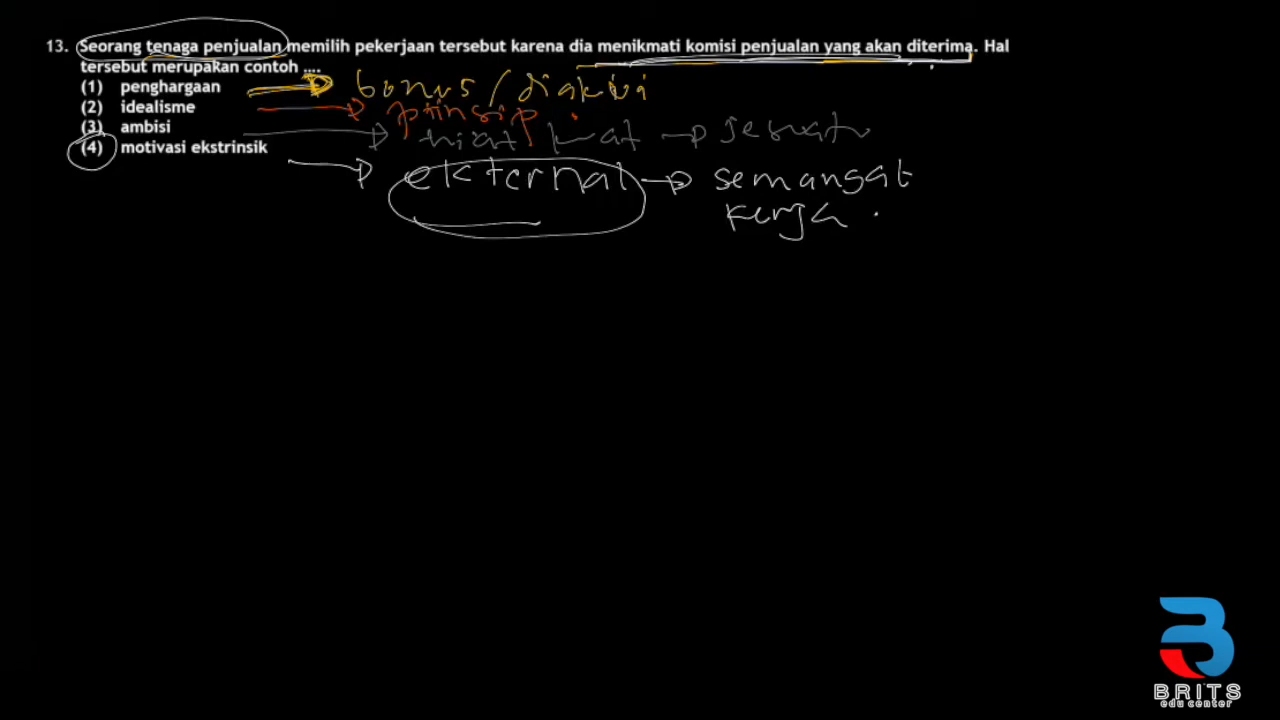 13. Seorang tenaga penjualan memilih pekerjaan tersebut karena dia menikmati komisi penjualan yang akan diterima. Hal
tersebut merupakan contoh ....
(1) penghargaan
bonus / diakui
(2) idealisme
prinsip
(3) ambisi
niat kuat
(4) motivasi ekstrinsik
eksternal
semangat
kerja
BRITS
edu center